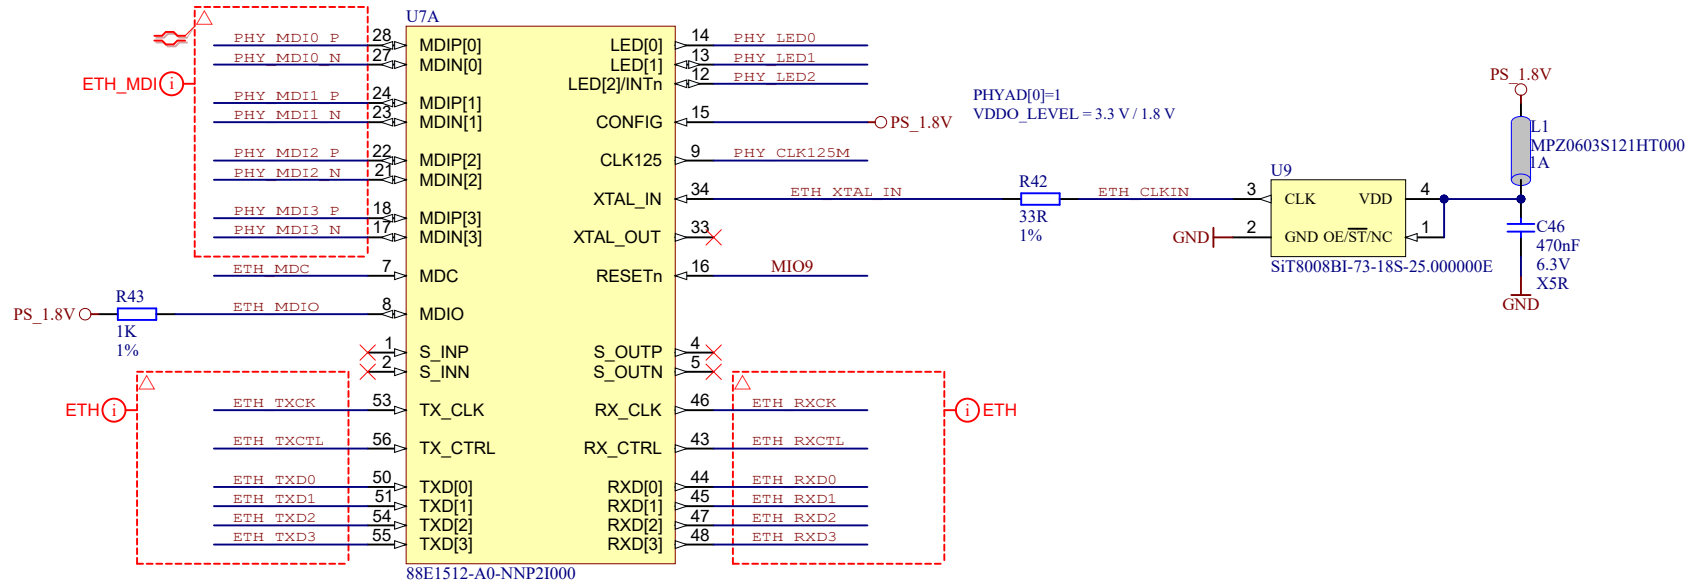 U7A
PHY_MDI0_P 28 MDIP[0] LED[0] 14 PHY_LED0
PHY_MDI0_N 27 MDIN[0] LED[1] 13 PHY_LED1
ETH_MDI i LED[2]/INTn 12 PHY_LED2
PHY_MDI1_P 24 MDIP[1]
PHY_MDI1_N 23 MDIN[1] CONFIG 15 PS_1.8V
PHYAD[0]=1
VDDO_LEVEL = 3.3 V / 1.8 V
PHY_MDI2_P 22 MDIP[2] CLK125 9 PHY_CLK125M
PHY_MDI2_N 21 MDIN[2]
XTAL_IN 34 ETH_XTAL_IN
PHY_MDI3_P 18 MDIP[3]
PHY_MDI3_N 17 MDIN[3] XTAL_OUT 33
ETH_MDC 7 MDC RESETn 16 MIO9
PS_1.8V R43 ETH_MDIO 8 MDIO
1K
1%
1 S_INP S_OUTP 4
2 S_INN S_OUTN 5
ETH i
ETH_TXCK 53 TX_CLK RX_CLK 46 ETH_RXCK
i ETH
ETH_TXCTL 56 TX_CTRL RX_CTRL 43 ETH_RXCTL
ETH_TXD0 50 TXD[0] RXD[0] 44 ETH_RXD0
ETH_TXD1 51 TXD[1] RXD[1] 45 ETH_RXD1
ETH_TXD2 54 TXD[2] RXD[2] 47 ETH_RXD2
ETH_TXD3 55 TXD[3] RXD[3] 48 ETH_RXD3
88E1512-A0-NNP2I000
R42
33R
1%
ETH_CLKIN
U9
3 CLK VDD 4
GND 2 GND OE/S̅T̅/NC 1
SiT8008BI-73-18S-25.000000E
PS_1.8V
L1
MPZ0603S121HT000
1A
C46
470nF
6.3V
X5R
GND